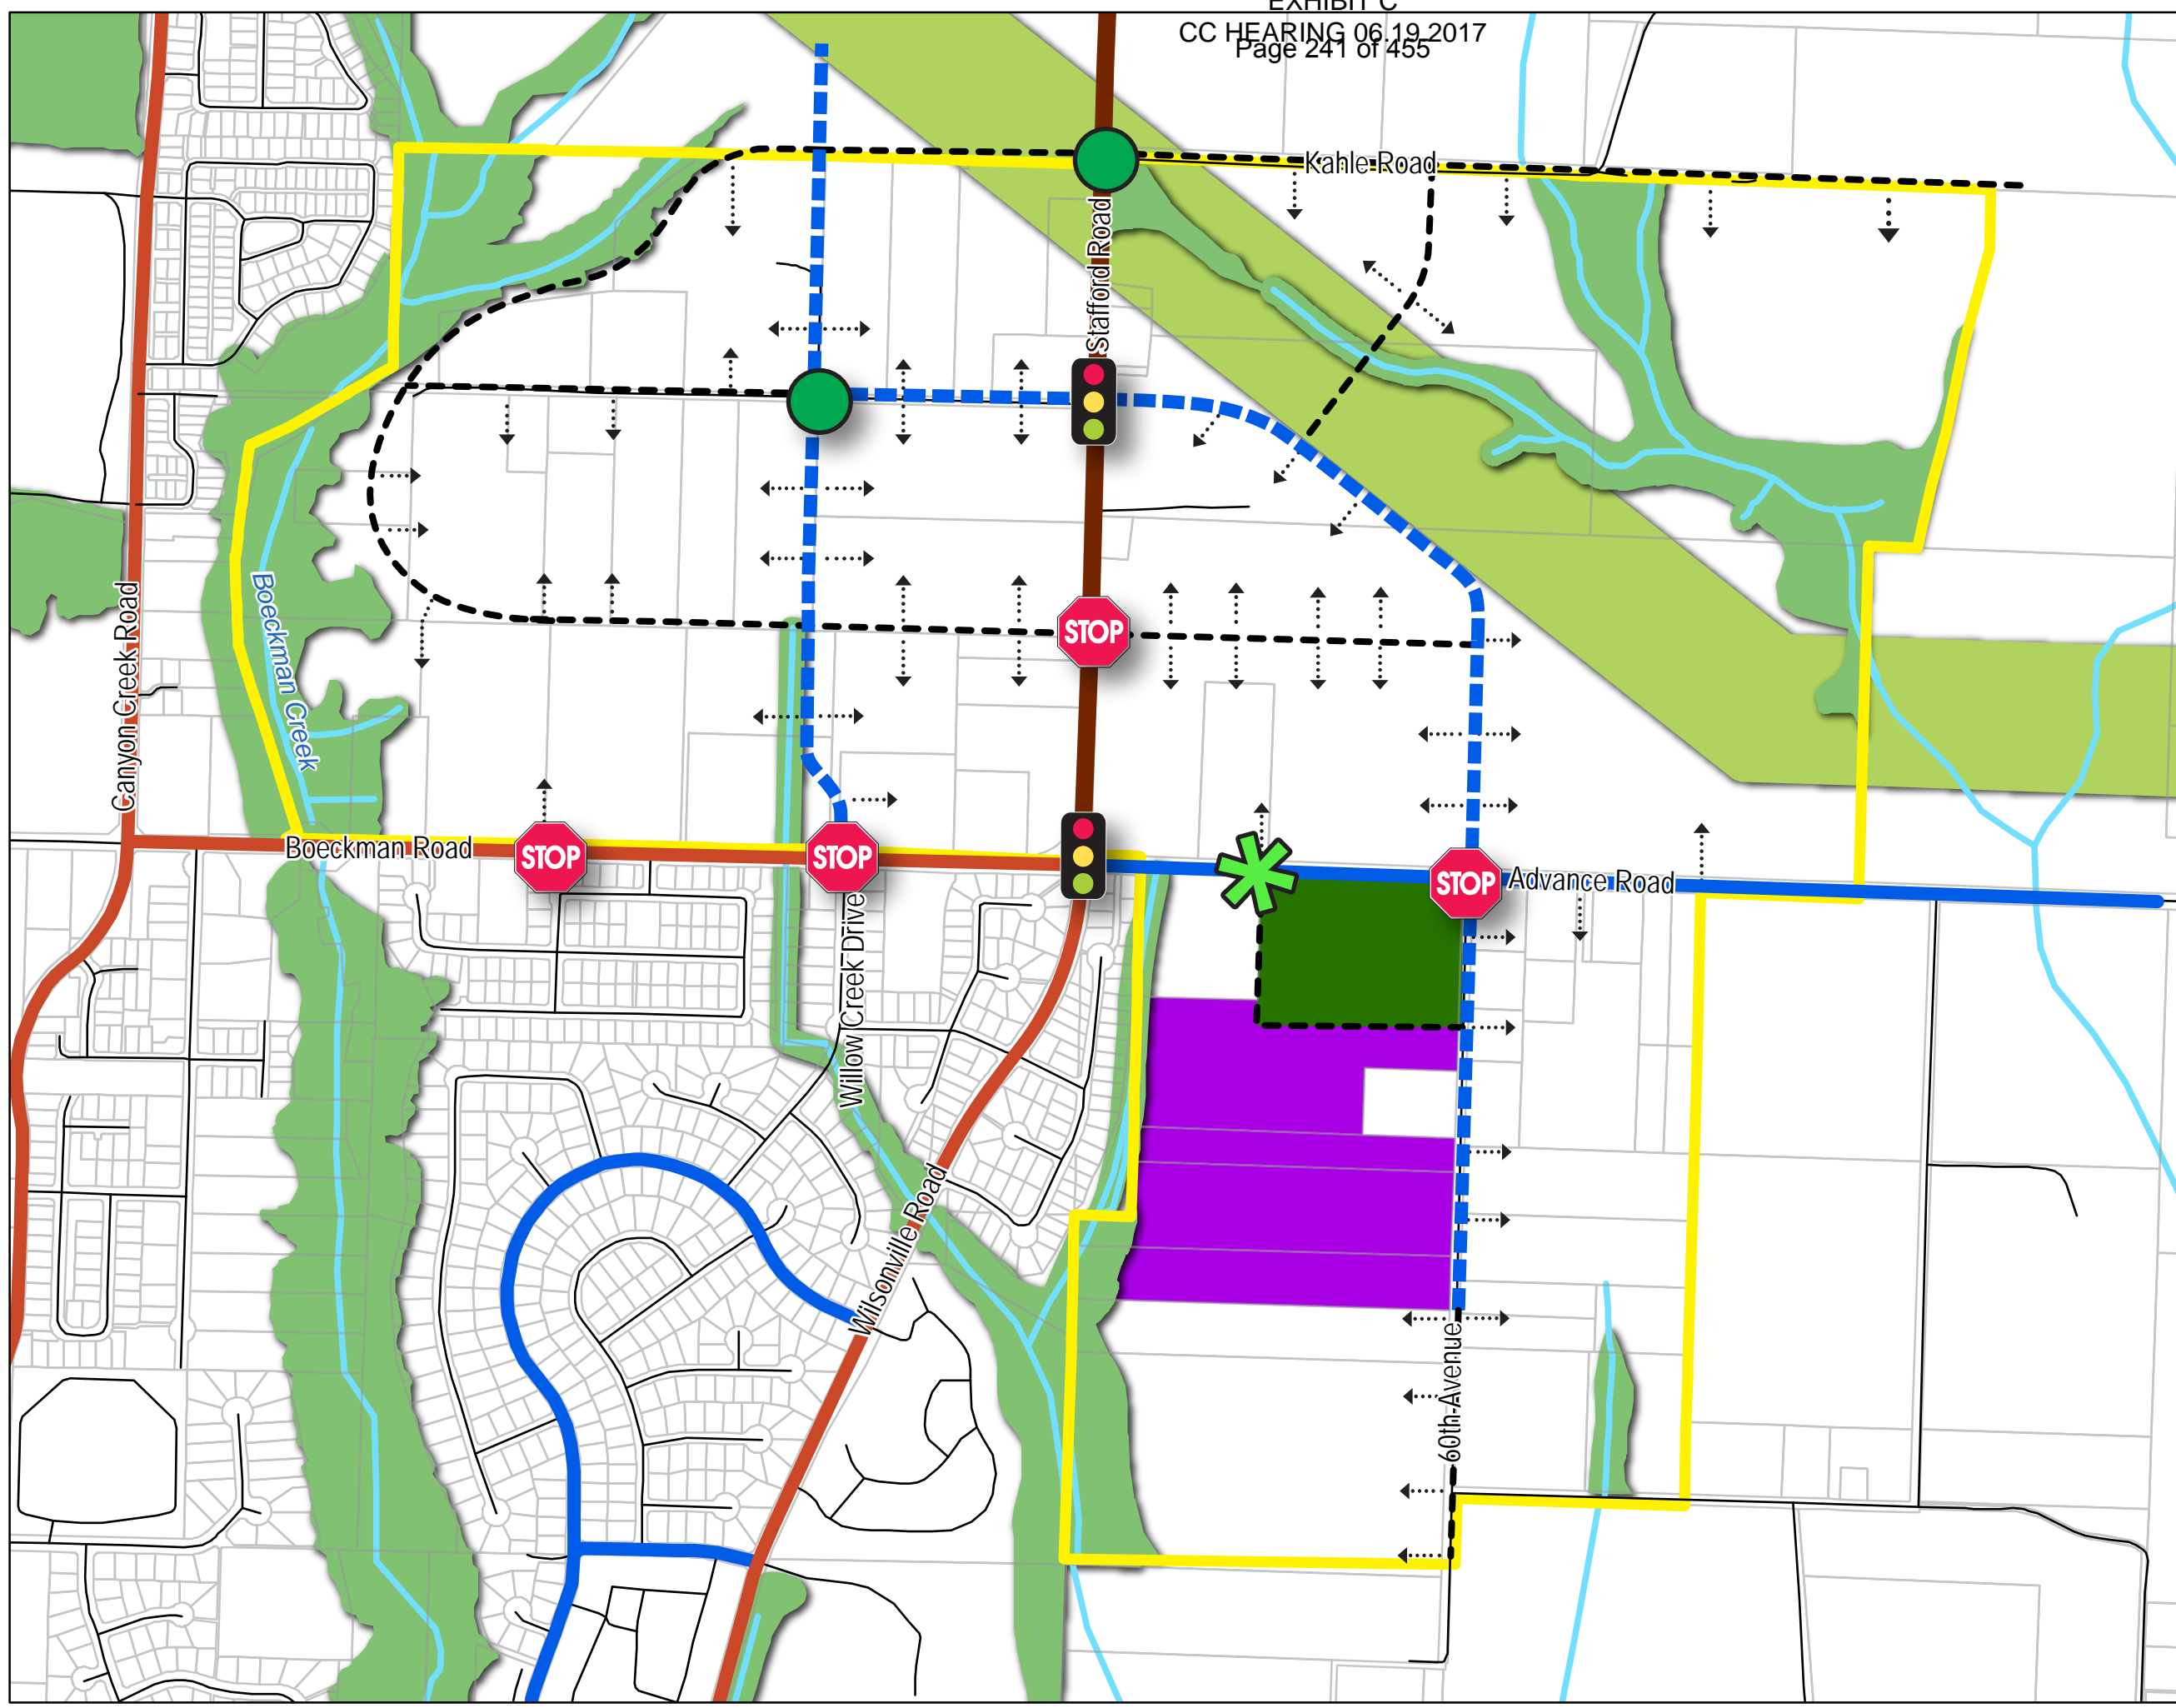 EXHIBIT C
CC HEARING 06.19.2017
Page 241 of 455
Kahle Road
Stafford Road
Canyon Creek Road
Boeckman Creek
STOP
Boeckman Road
STOP
STOP
STOP
Advance Road
Willow Creek Drive
Wilsonville Road
60th Avenue